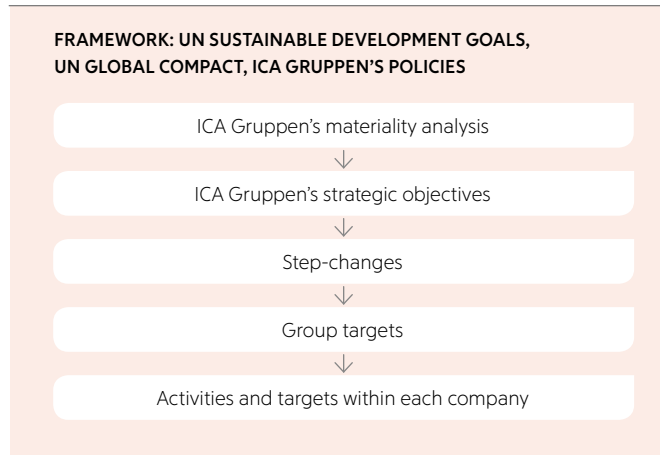 FRAMEWORK: UN SUSTAINABLE DEVELOPMENT GOALS,
UN GLOBAL COMPACT, ICA GRUPPEN’S POLICIES
ICA Gruppen’s materiality analysis
ICA Gruppen’s strategic objectives
Step-changes
Group targets
Activities and targets within each company